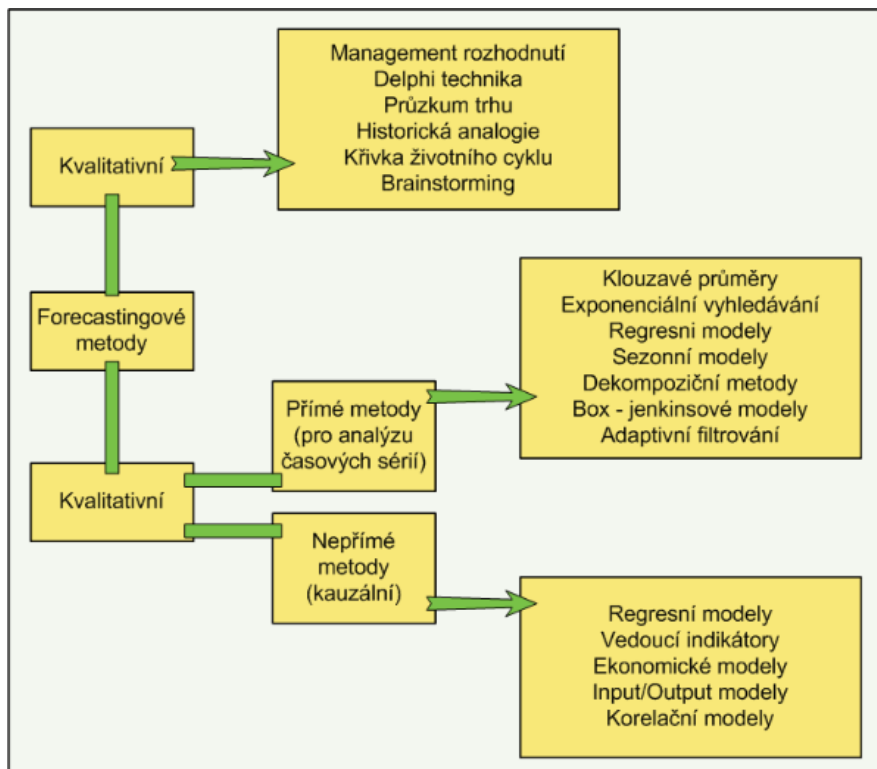 Management rozhodnutí
Delphi technika
Průzkum trhu
Historická analogie
Křivka životního cyklu
Brainstorming
Kvalitativní
Forecastingové
metody
Kvalitativní
Přímé metody
(pro analýzu
časových sérií)
Klouzavé průměry
Exponenciální vyhledávání
Regresni modely
Sezonní modely
Dekompoziční metody
Box - jenkinsové modely
Adaptivní filtrování
Nepřímé
metody
(kauzální)
Regresní modely
Vedoucí indikátory
Ekonomické modely
Input/Output modely
Korelační modely